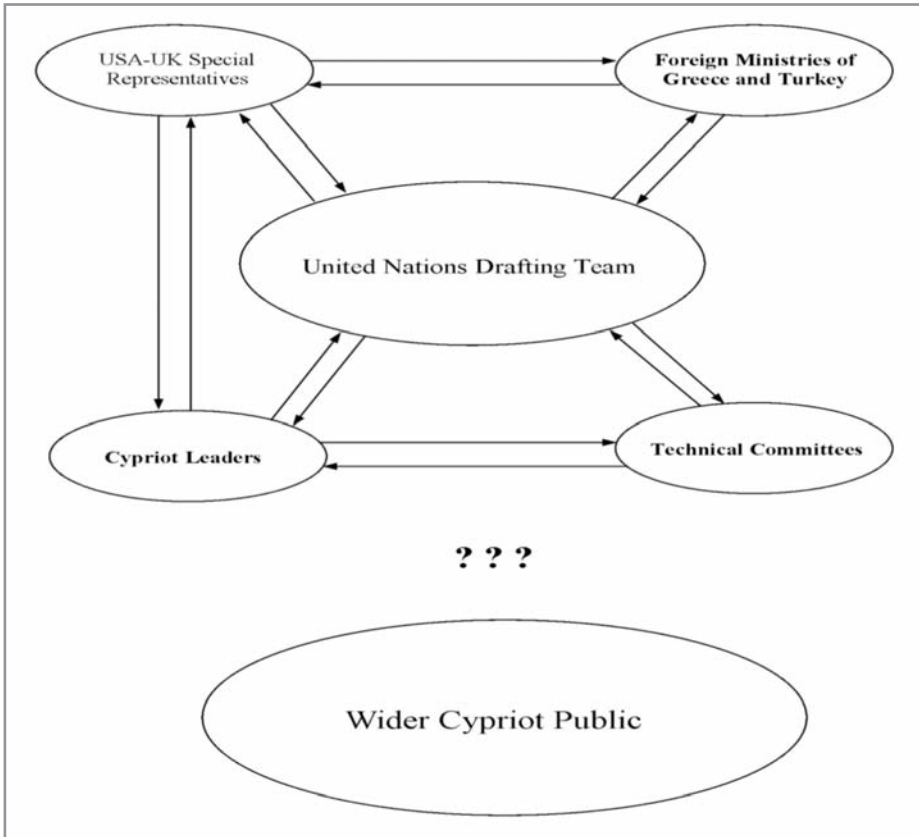 USA-UK Special
Representatives
Foreign Ministries of
Greece and Turkey
United Nations Drafting Team
Cypriot Leaders
Technical Committees
? ? ?
Wider Cypriot Public